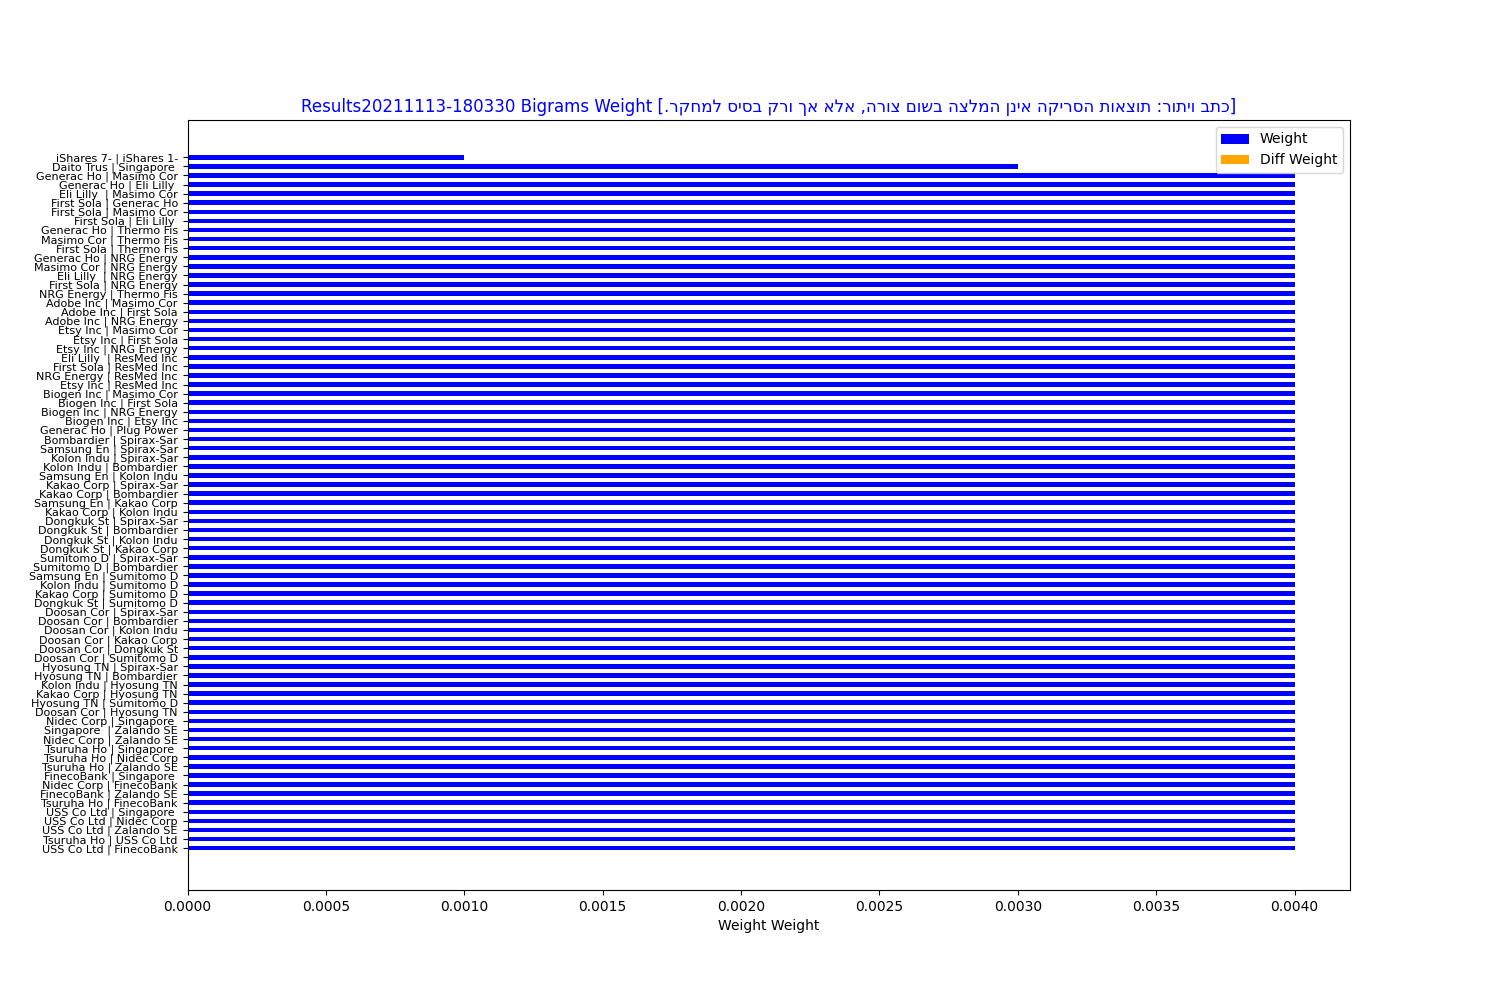 Results20211113-180330 Bigrams Weight [כתב ויתור: תוצאות הסריקה אינן המלצה בשום צורה, אלא אך ורק בסיס למחקר.]
Weight
Diff Weight
iShares 7- | iShares 1-
Daito Trus | Singapore
Generac Ho | Masimo Cor
Generac Ho | Eli Lilly
Eli Lilly  | Masimo Cor
First Sola | Generac Ho
First Sola | Masimo Cor
First Sola | Eli Lilly
Generac Ho | Thermo Fis
Masimo Cor | Thermo Fis
First Sola | Thermo Fis
Generac Ho | NRG Energy
Masimo Cor | NRG Energy
Eli Lilly  | NRG Energy
First Sola | NRG Energy
NRG Energy | Thermo Fis
Adobe Inc | Masimo Cor
Adobe Inc | First Sola
Adobe Inc | NRG Energy
Etsy Inc | Masimo Cor
Etsy Inc | First Sola
Etsy Inc | NRG Energy
Eli Lilly  | ResMed Inc
First Sola | ResMed Inc
NRG Energy | ResMed Inc
Etsy Inc | ResMed Inc
Biogen Inc | Masimo Cor
Biogen Inc | First Sola
Biogen Inc | NRG Energy
Biogen Inc | Etsy Inc
Generac Ho | Plug Power
Bombardier | Spirax-Sar
Samsung En | Spirax-Sar
Kolon Indu | Spirax-Sar
Kolon Indu | Bombardier
Samsung En | Kolon Indu
Kakao Corp | Spirax-Sar
Kakao Corp | Bombardier
Samsung En | Kakao Corp
Kakao Corp | Kolon Indu
Dongkuk St | Spirax-Sar
Dongkuk St | Bombardier
Dongkuk St | Kolon Indu
Dongkuk St | Kakao Corp
Sumitomo D | Spirax-Sar
Sumitomo D | Bombardier
Samsung En | Sumitomo D
Kolon Indu | Sumitomo D
Kakao Corp | Sumitomo D
Dongkuk St | Sumitomo D
Doosan Cor | Spirax-Sar
Doosan Cor | Bombardier
Doosan Cor | Kolon Indu
Doosan Cor | Kakao Corp
Doosan Cor | Dongkuk St
Doosan Cor | Sumitomo D
Hyosung TN | Spirax-Sar
Hyosung TN | Bombardier
Kolon Indu | Hyosung TN
Kakao Corp | Hyosung TN
Hyosung TN | Sumitomo D
Doosan Cor | Hyosung TN
Nidec Corp | Singapore
Singapore  | Zalando SE
Nidec Corp | Zalando SE
Tsuruha Ho | Singapore
Tsuruha Ho | Nidec Corp
Tsuruha Ho | Zalando SE
FinecoBank | Singapore
Nidec Corp | FinecoBank
FinecoBank | Zalando SE
Tsuruha Ho | FinecoBank
USS Co Ltd | Singapore
USS Co Ltd | Nidec Corp
USS Co Ltd | Zalando SE
Tsuruha Ho | USS Co Ltd
USS Co Ltd | FinecoBank
0.0000 0.0005 0.0010 0.0015 0.0020 0.0025 0.0030 0.0035 0.0040
Weight Weight